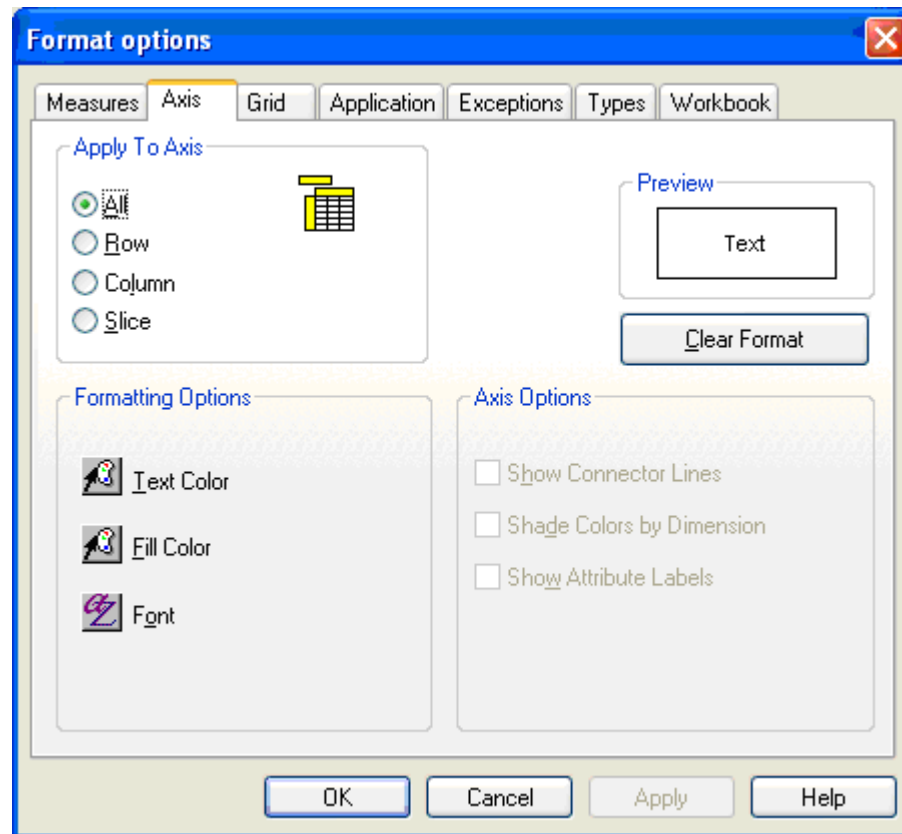 Format options
Measures Axis Grid Application Exceptions Types Workbook
Apply To Axis
All
Row
Column
Slice
Preview
Text
Clear Format
Formatting Options
Text Color
Fill Color
Font
Axis Options
Show Connector Lines
Shade Colors by Dimension
Show Attribute Labels
OK Cancel Apply Help